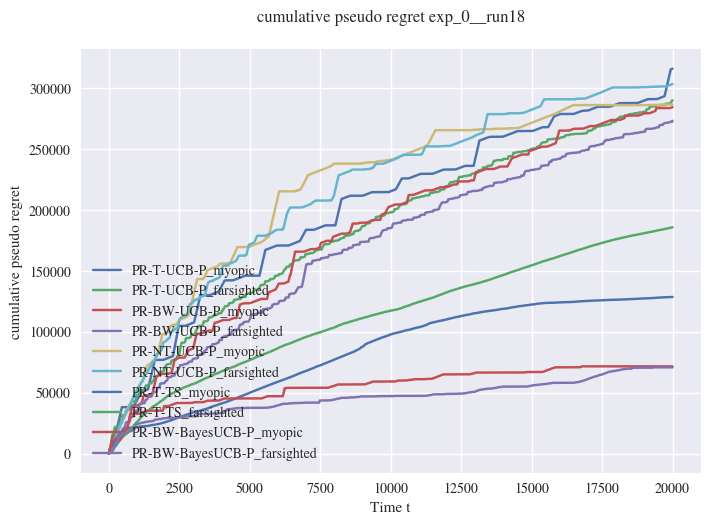 cumulative pseudo regret exp_0__run18
cumulative pseudo regret
300000
250000
200000
150000
100000
50000
0
PR-T-UCB-P_myopic
PR-T-UCB-P_farsighted
PR-BW-UCB-P_myopic
PR-BW-UCB-P_farsighted
PR-NT-UCB-P_myopic
PR-NT-UCB-P_farsighted
PR-T-TS_myopic
PR-T-TS_farsighted
PR-BW-BayesUCB-P_myopic
PR-BW-BayesUCB-P_farsighted
0 2500 5000 7500 10000 12500 15000 17500 20000
Time t